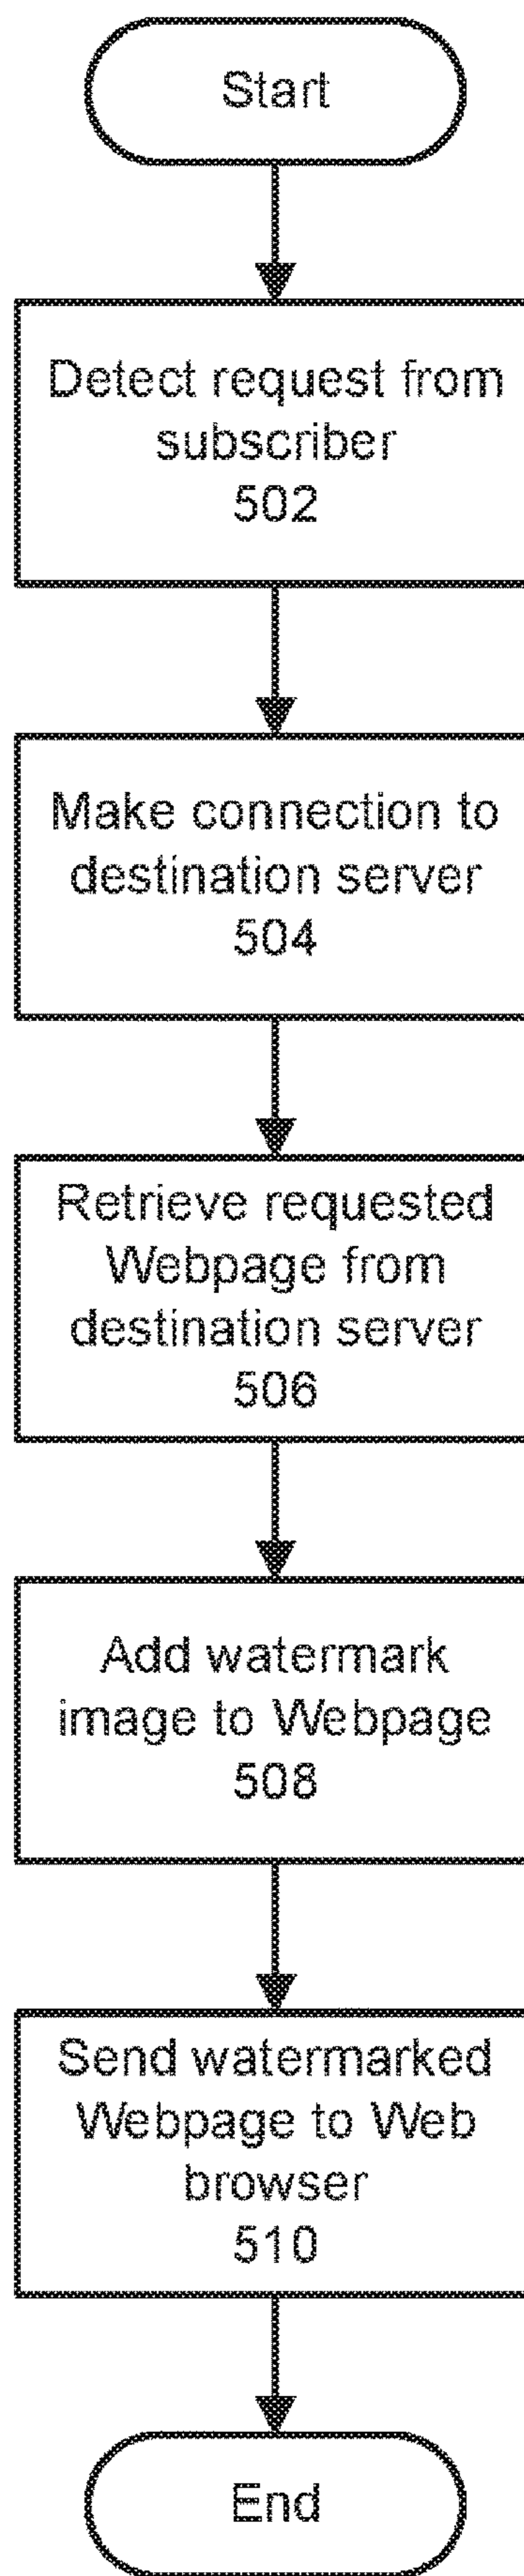 Start
Detect request from
subscriber
502
Make connection to
destination server
504
Retrieve requested
Webpage from
destination server
506
Add watermark
image to Webpage
508
Send watermarked
Webpage to Web
browser
510
End